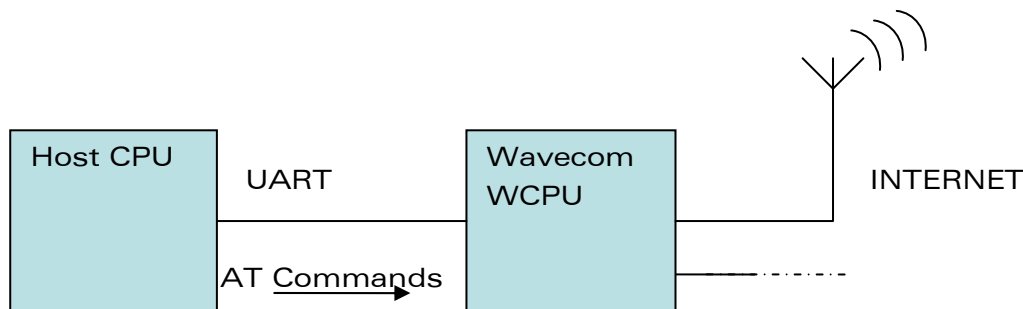 Host CPU
UART
AT Commands
Wavecom
WCPU
INTERNET